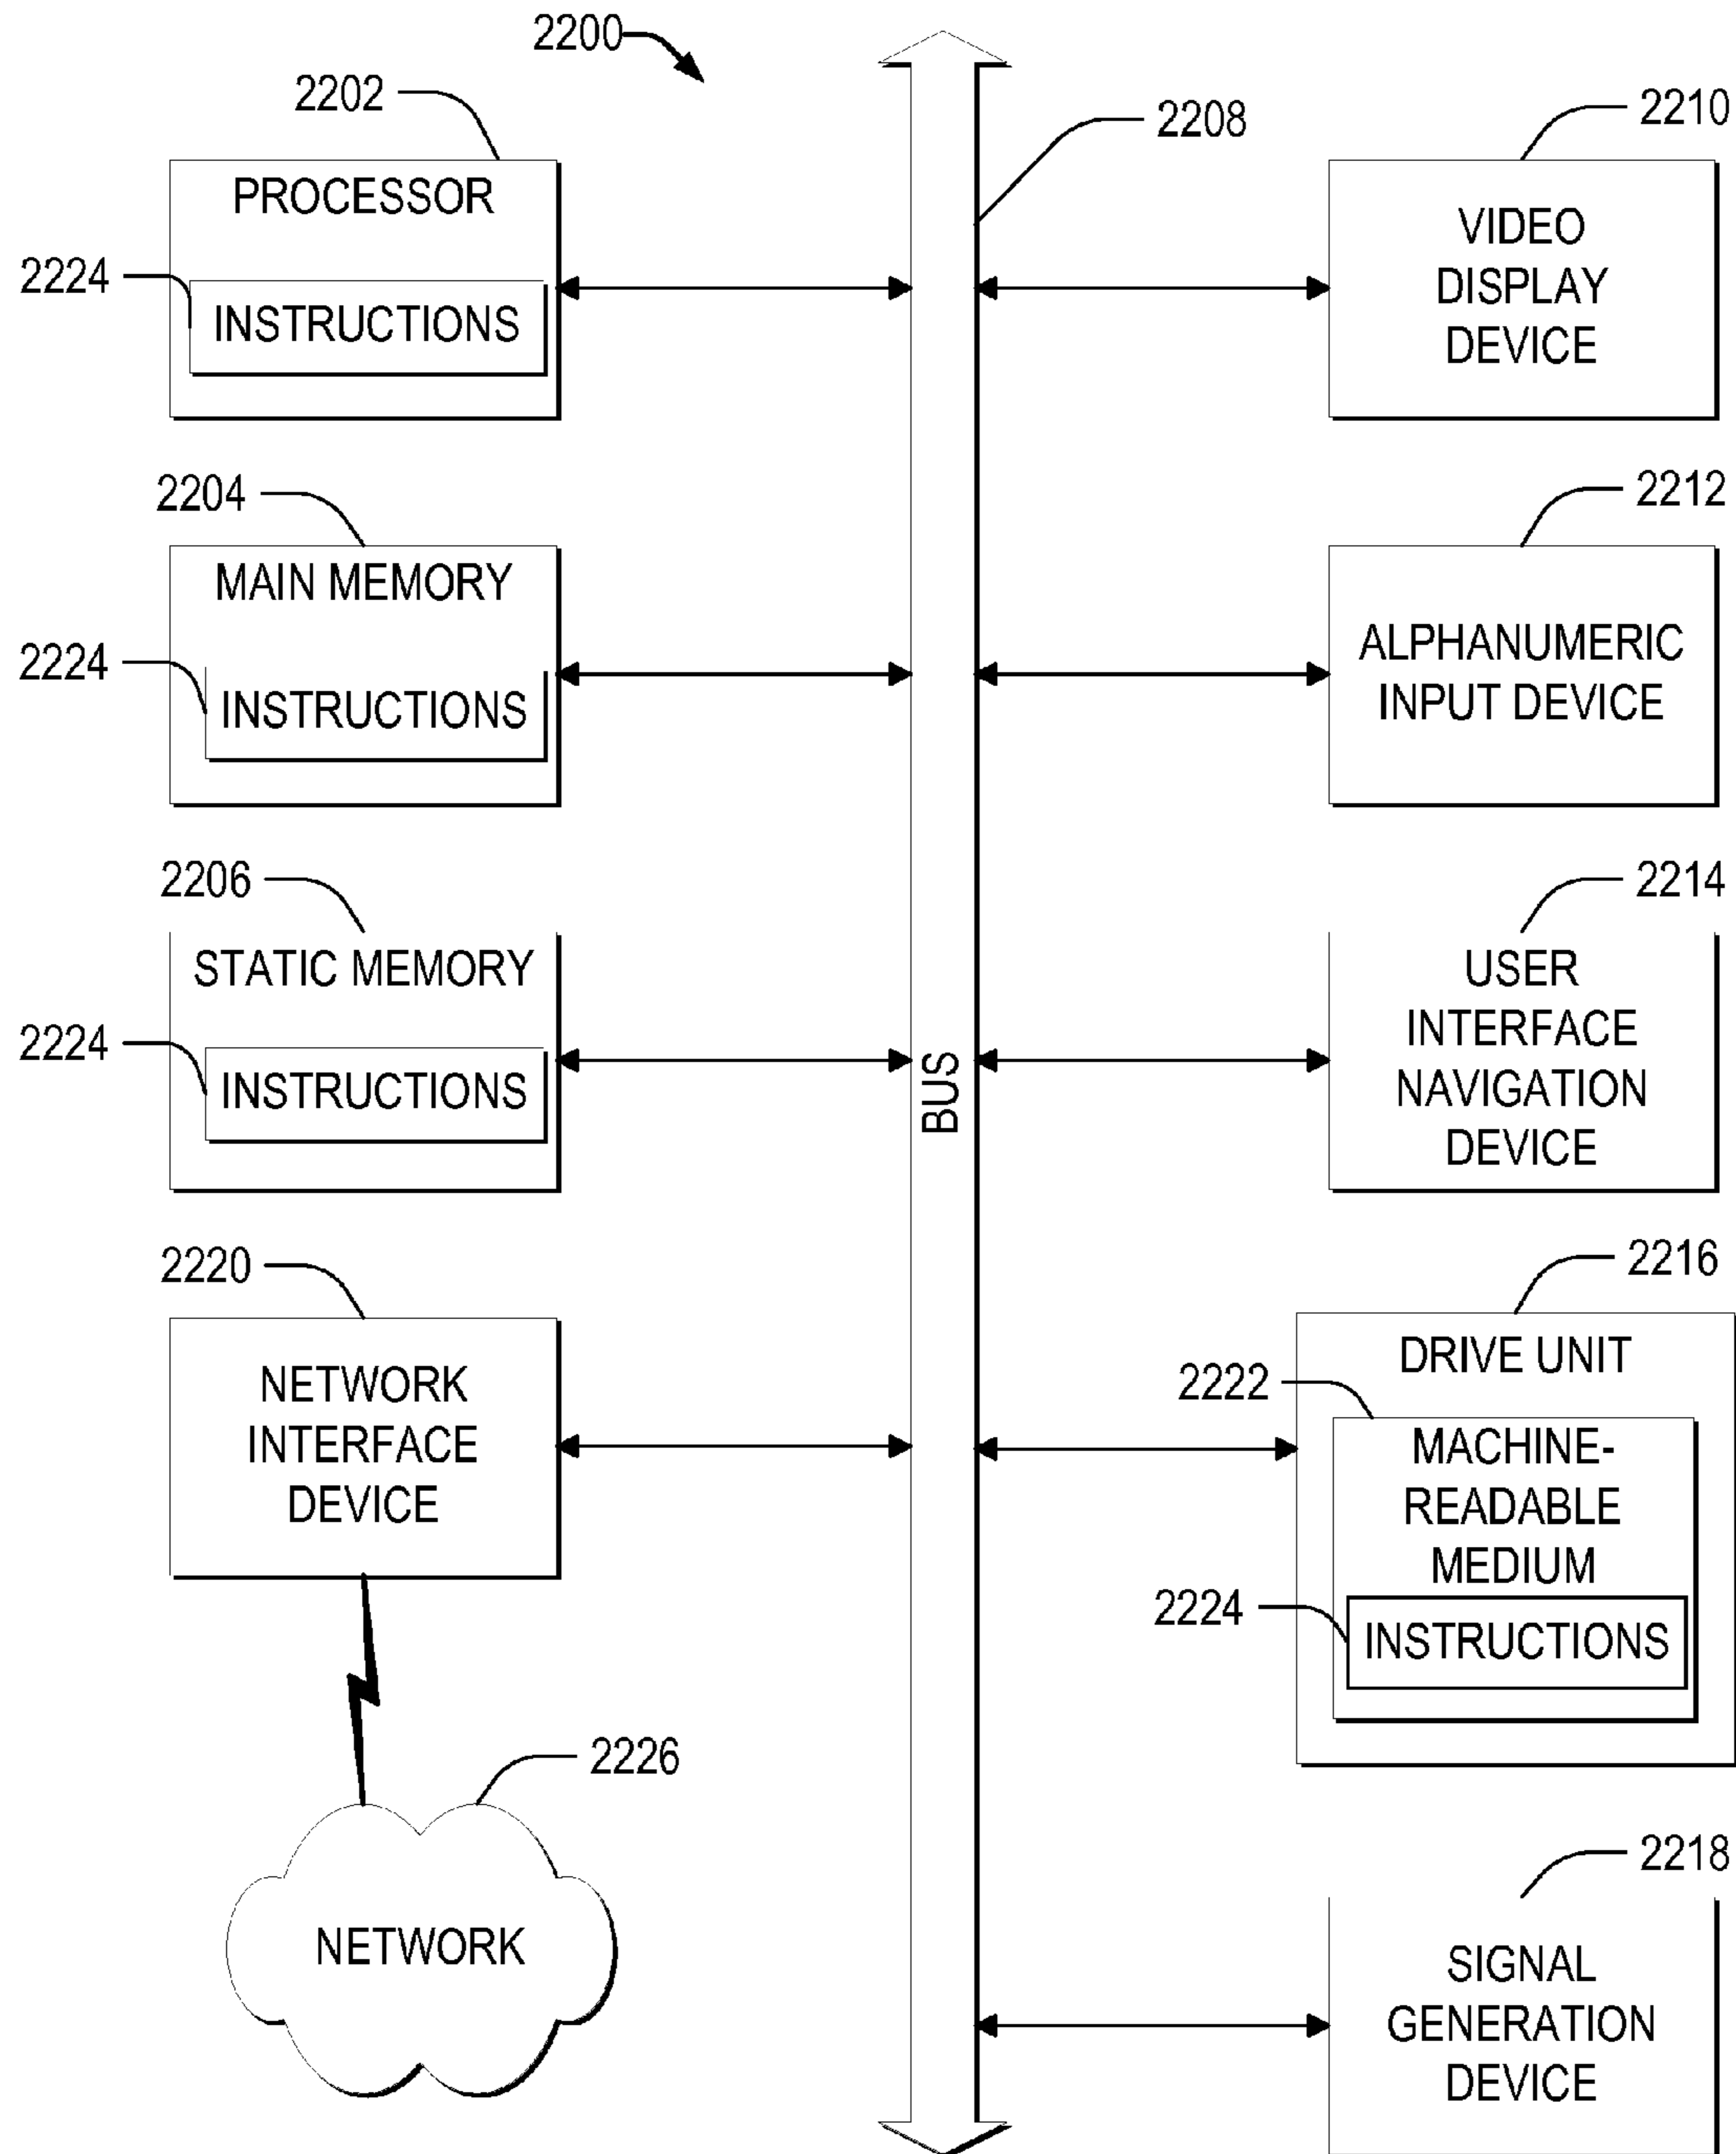 2200
2202
PROCESSOR
2224
INSTRUCTIONS
2204
MAIN MEMORY
2224
INSTRUCTIONS
2206
STATIC MEMORY
2224
INSTRUCTIONS
2220
NETWORK
INTERFACE
DEVICE
2226
NETWORK
2208
BUS
2210
VIDEO
DISPLAY
DEVICE
2212
ALPHANUMERIC
INPUT DEVICE
2214
USER
INTERFACE
NAVIGATION
DEVICE
2216
DRIVE UNIT
2222
MACHINE-
READABLE
MEDIUM
2224
INSTRUCTIONS
2218
SIGNAL
GENERATION
DEVICE